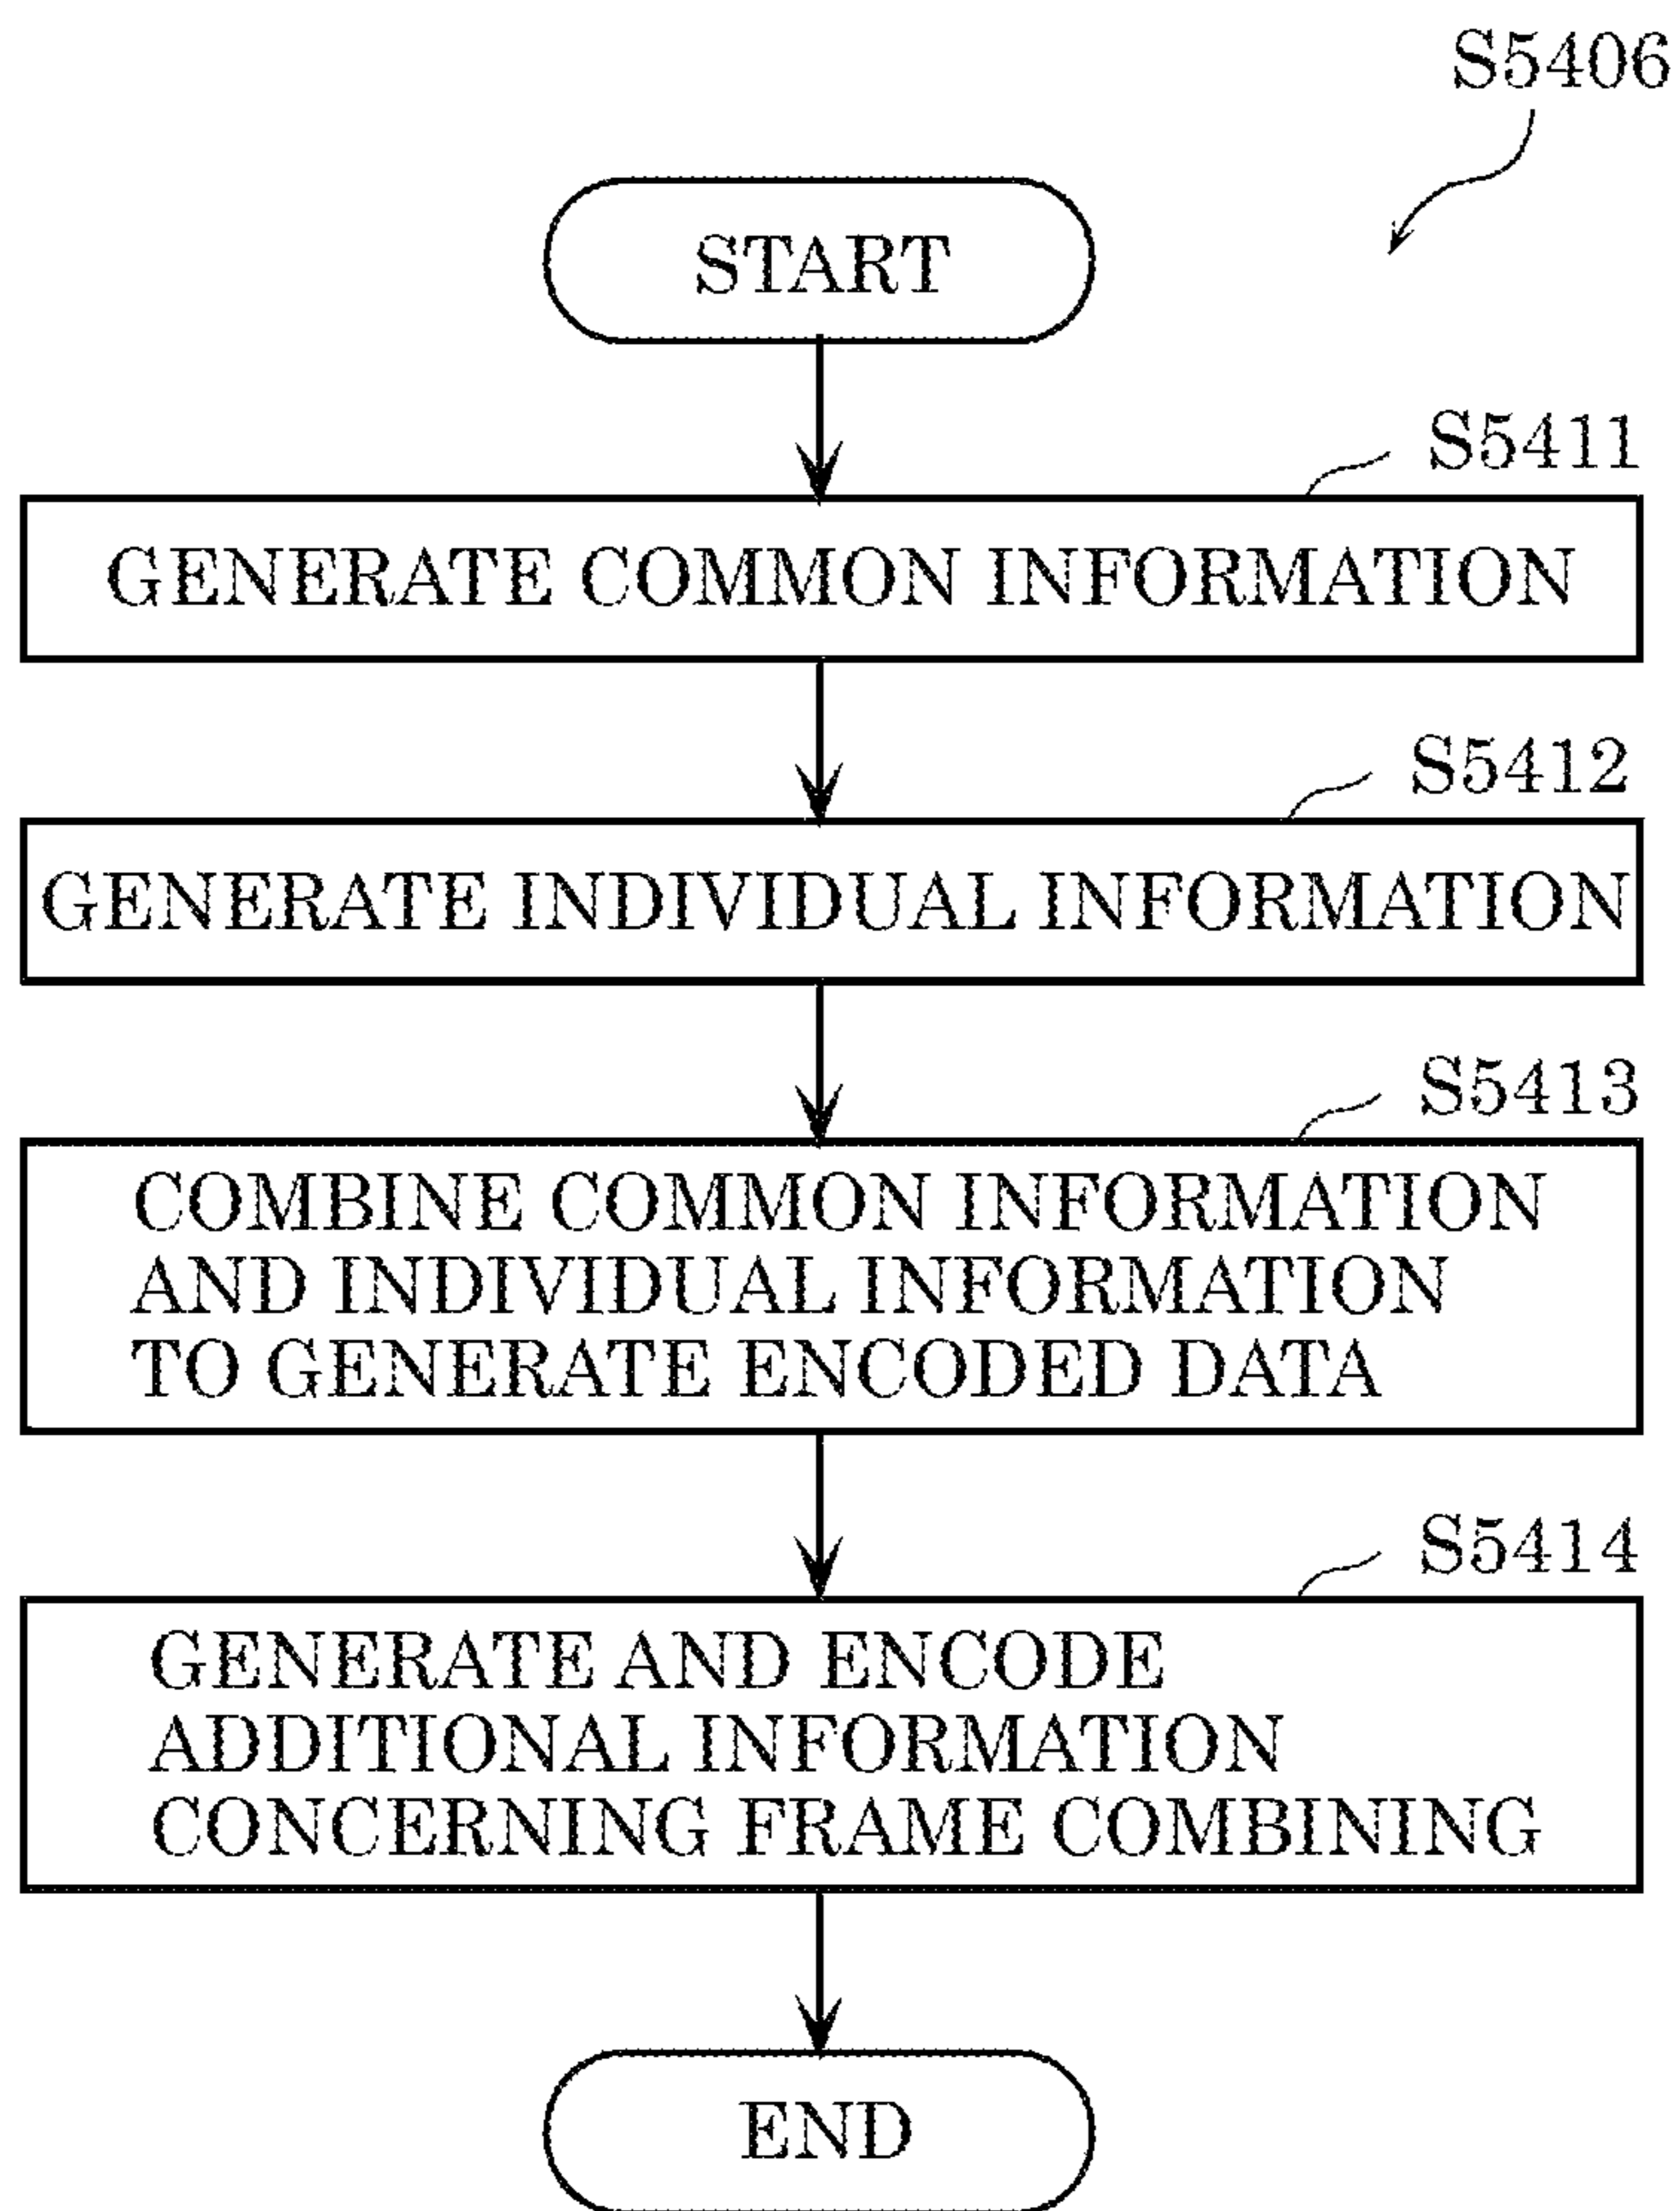 S5406
START
S5411
GENERATE COMMON INFORMATION
S5412
GENERATE INDIVIDUAL INFORMATION
S5413
COMBINE COMMON INFORMATION
AND INDIVIDUAL INFORMATION
TO GENERATE ENCODED DATA
S5414
GENERATE AND ENCODE
ADDITIONAL INFORMATION
CONCERNING FRAME COMBINING
END